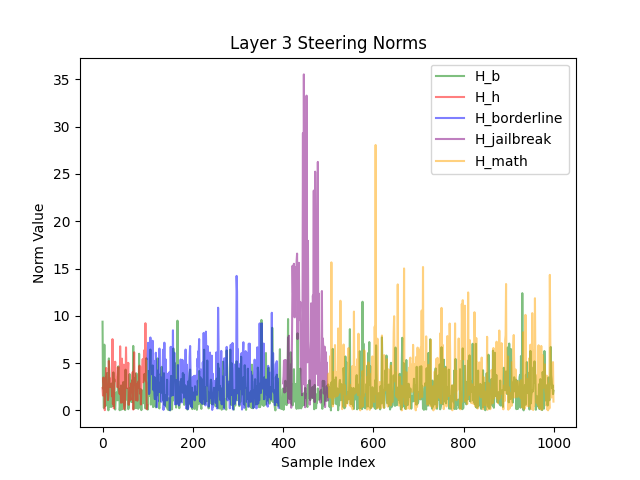 Layer 3 Steering Norms
H_b
H_h
H_borderline
H_jailbreak
H_math
Norm Value
35
30
25
20
15
10
5
0
0 200 400 600 800 1000
Sample Index